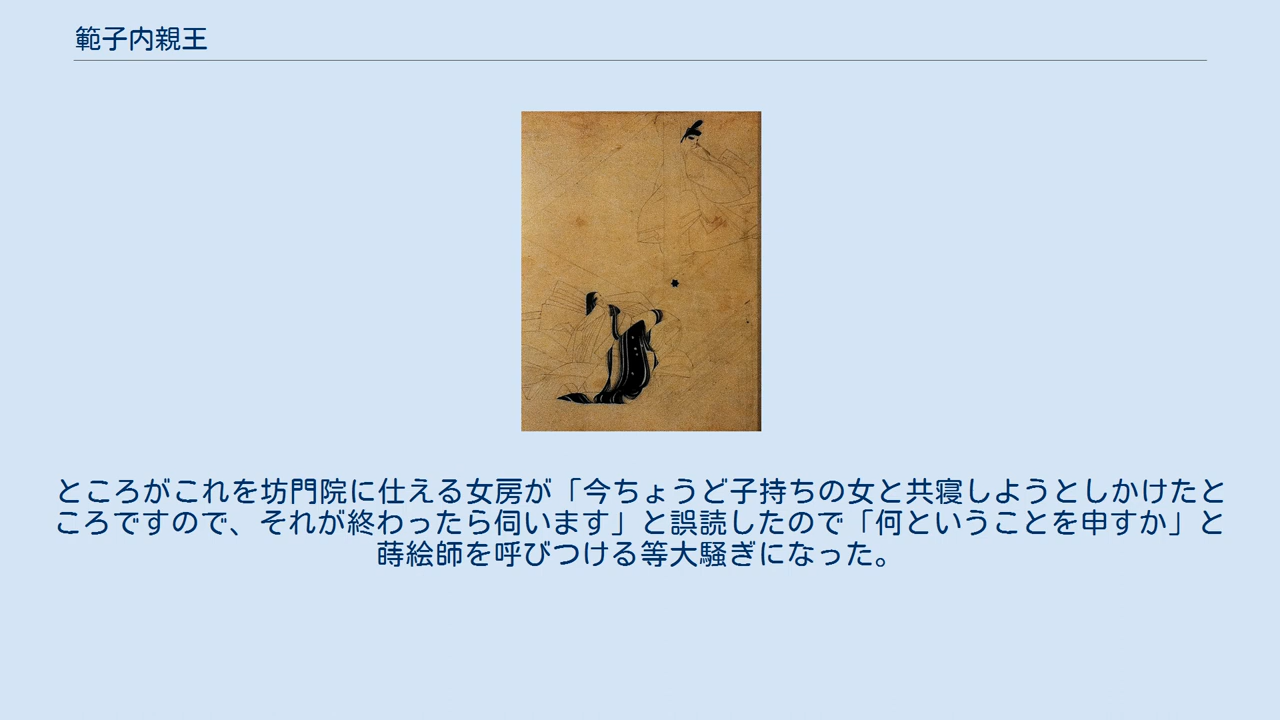 範子内親王
ところがこれを坊門院に仕える女房が「今ちょうど子持ちの女と共寝しようとしかけたと
ころですので、それが終わったら伺います」と誤読したので「何ということを申すか」と
蒔絵師を呼びつける等大騒ぎになった。